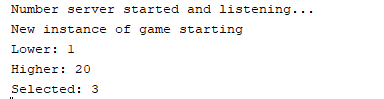 Number server started and listening...
New instance of game starting
Lower: 1
Higher: 20
Selected: 3